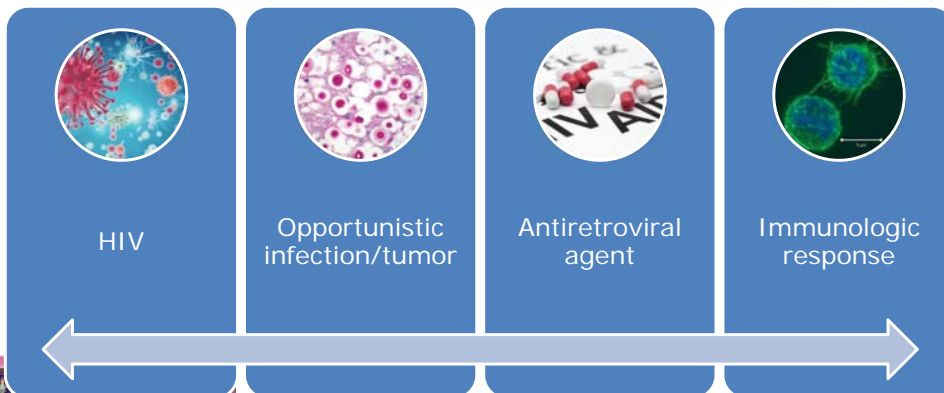 HIV
Opportunistic
infection/tumor
Antiretroviral
agent
Immunologic
response